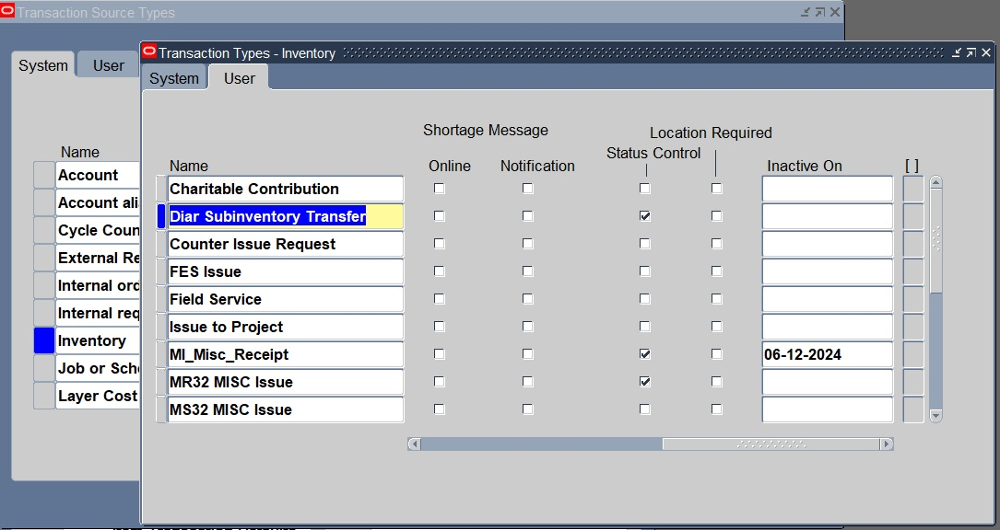 Transaction Source Types
System
User
Name
Account
Account ali
Cycle Coun
External Re
Internal ord
Internal req
Inventory
Job or Sche
Layer Cost
Transaction Types - Inventory
System
User
Shortage Message
Location Required
Status Control
Name
Online
Notification
Inactive On
[ ]
Charitable Contribution
Diar Subinventory Transfer
Counter Issue Request
FES Issue
Field Service
Issue to Project
MI_Misc_Receipt 06-12-2024
MR32 MISC Issue
MS32 MISC Issue